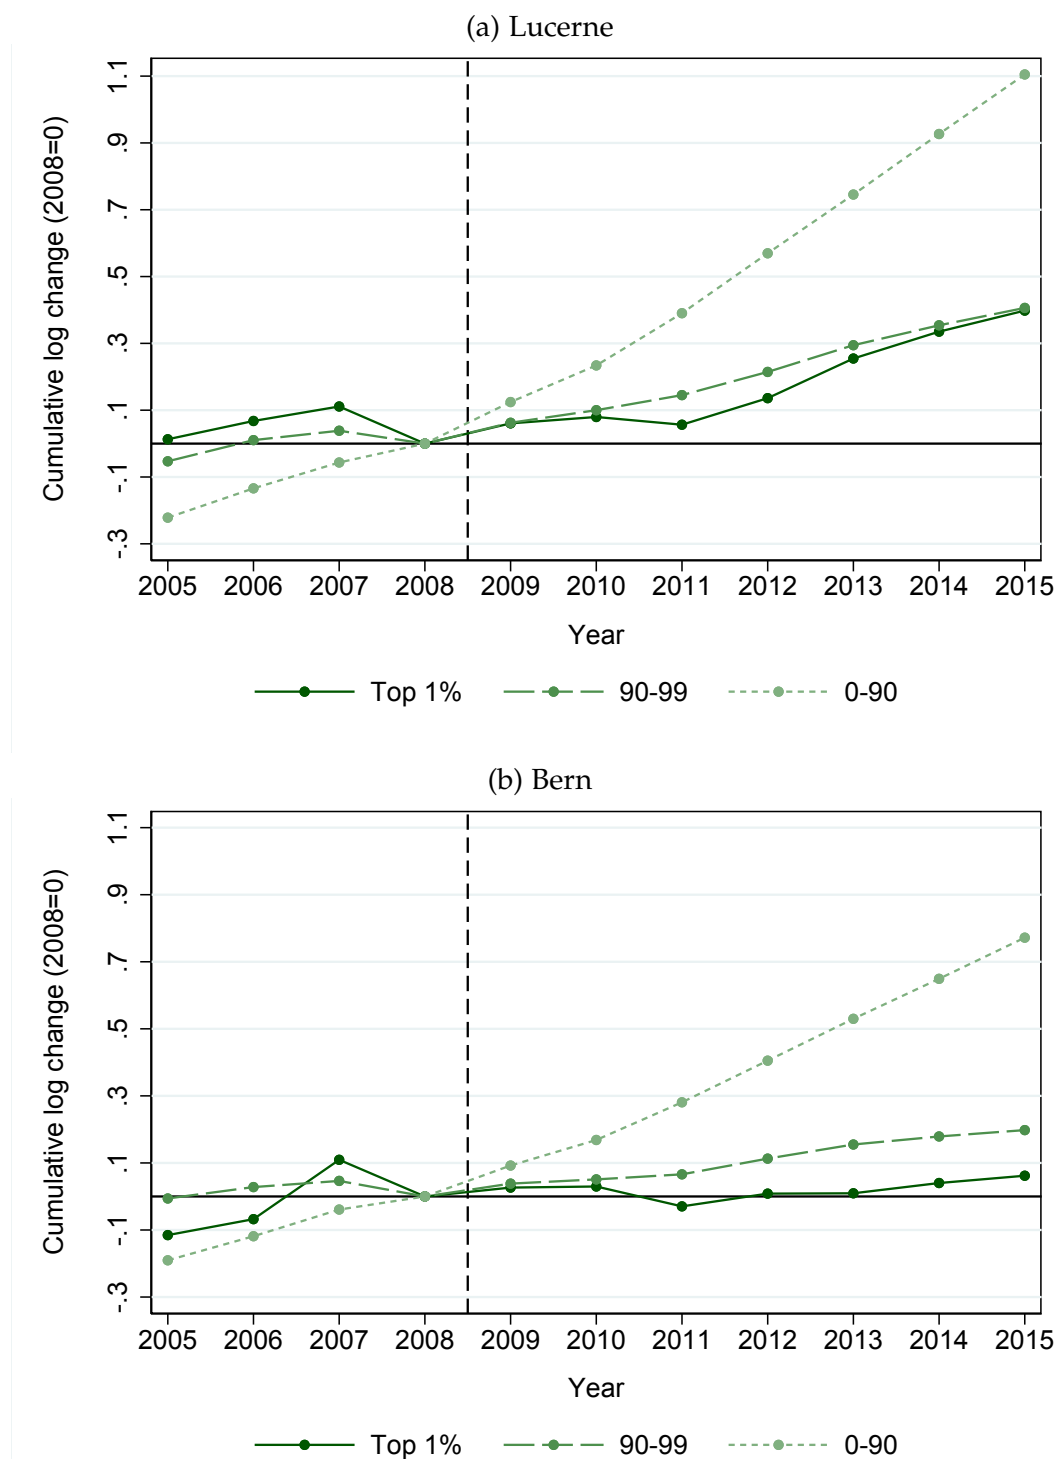 (a) Lucerne
Cumulative log change (2008=0)
1.1
.9
.7
.5
.3
.1
-.1
-.3
2005 2006 2007 2008 2009 2010 2011 2012 2013 2014 2015
Year
Top 1% 90-99 0-90
(b) Bern
Cumulative log change (2008=0)
1.1
.9
.7
.5
.3
.1
-.1
-.3
2005 2006 2007 2008 2009 2010 2011 2012 2013 2014 2015
Year
Top 1% 90-99 0-90